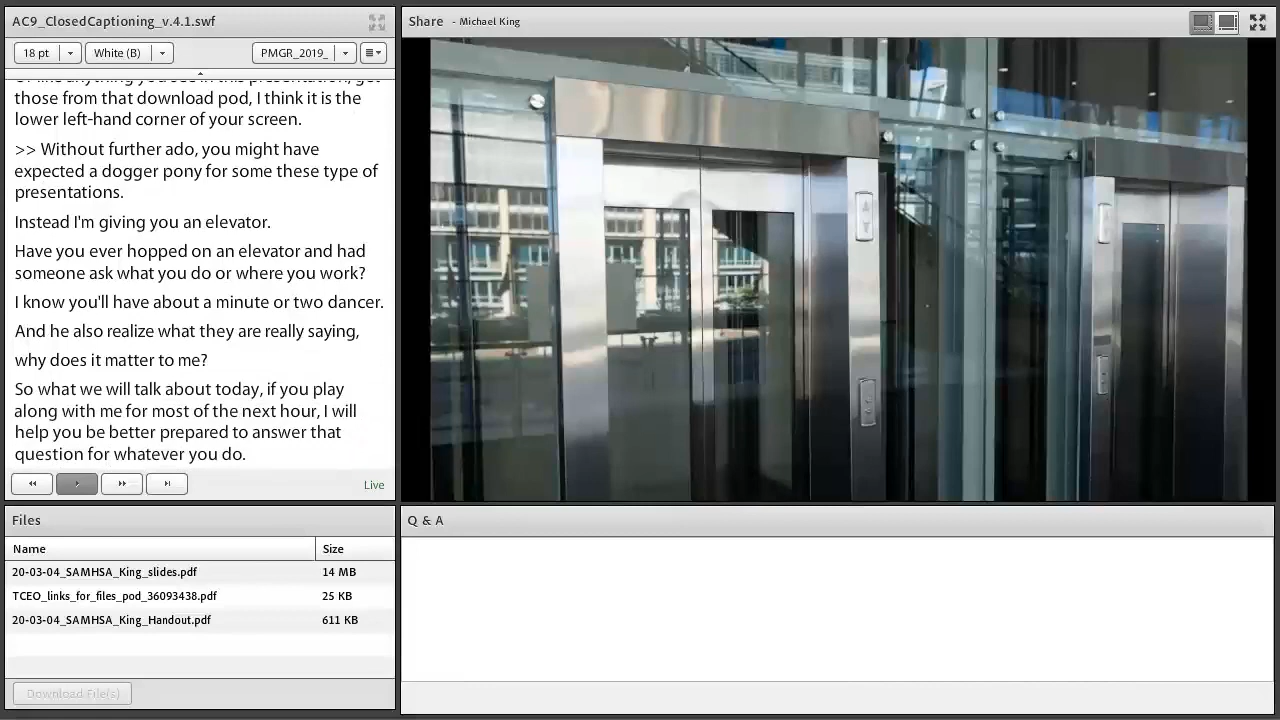 AC9_ClosedCaptioning_v.4.1.swf
18 pt
White (B)
PMGR_2019_
those from that download pod, I think it is the
lower left-hand corner of your screen.
>> Without further ado, you might have
expected a dogger pony for some these type of
presentations.
Instead I'm giving you an elevator.
Have you ever hopped on an elevator and had
someone ask what you do or where you work?
I know you'll have about a minute or two dancer.
And he also realize what they are really saying,
why does it matter to me?
So what we will talk about today, if you play
along with me for most of the next hour, I will
help you be better prepared to answer that
question for whatever you do.
Live
Share - Michael King
Files
Name Size
20-03-04_SAMHSA_King_slides.pdf 14 MB
TCEO_links_for_files_pod_36093438.pdf 25 KB
20-03-04_SAMHSA_King_Handout.pdf 611 KB
Download File(s)
Q & A